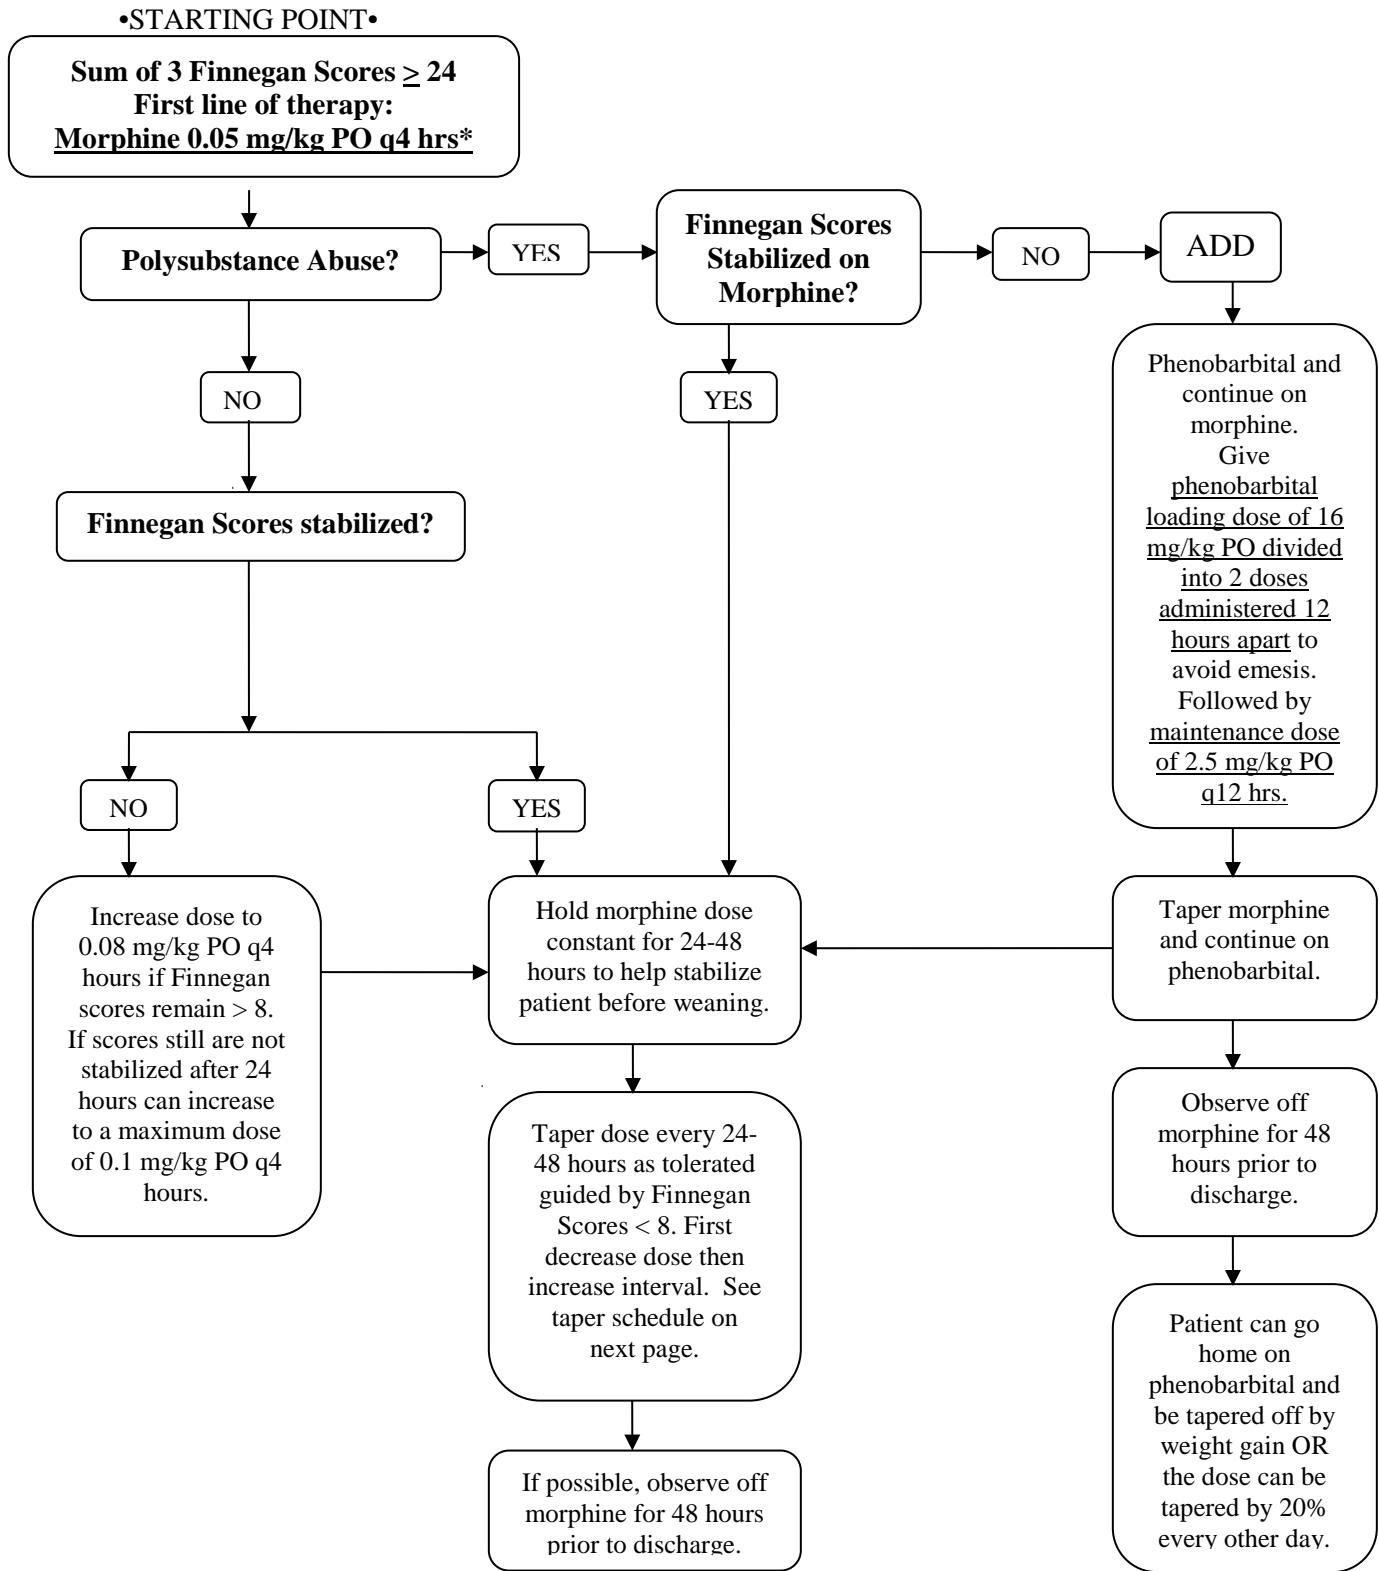 •STARTING POINT•
Sum of 3 Finnegan Scores ≥ 24
First line of therapy:
Morphine 0.05 mg/kg PO q4 hrs*
Polysubstance Abuse?
YES
Finnegan Scores
Stabilized on
Morphine?
NO
ADD
NO
YES
Phenobarbital and
continue on
morphine.
Give
phenobarbital
loading dose of 16
mg/kg PO divided
into 2 doses
administered 12
hours apart to
avoid emesis.
Followed by
maintenance dose
of 2.5 mg/kg PO
q12 hrs.
Finnegan Scores stabilized?
NO
YES
Increase dose to
0.08 mg/kg PO q4
hours if Finnegan
scores remain > 8.
If scores still are not
stabilized after 24
hours can increase
to a maximum dose
of 0.1 mg/kg PO q4
hours.
Hold morphine dose
constant for 24-48
hours to help stabilize
patient before weaning.
Taper morphine
and continue on
phenobarbital.
Taper dose every 24-
48 hours as tolerated
guided by Finnegan
Scores < 8. First
decrease dose then
increase interval.  See
taper schedule on
next page.
Observe off
morphine for 48
hours prior to
discharge.
If possible, observe off
morphine for 48 hours
prior to discharge.
Patient can go
home on
phenobarbital and
be tapered off by
weight gain OR
the dose can be
tapered by 20%
every other day.